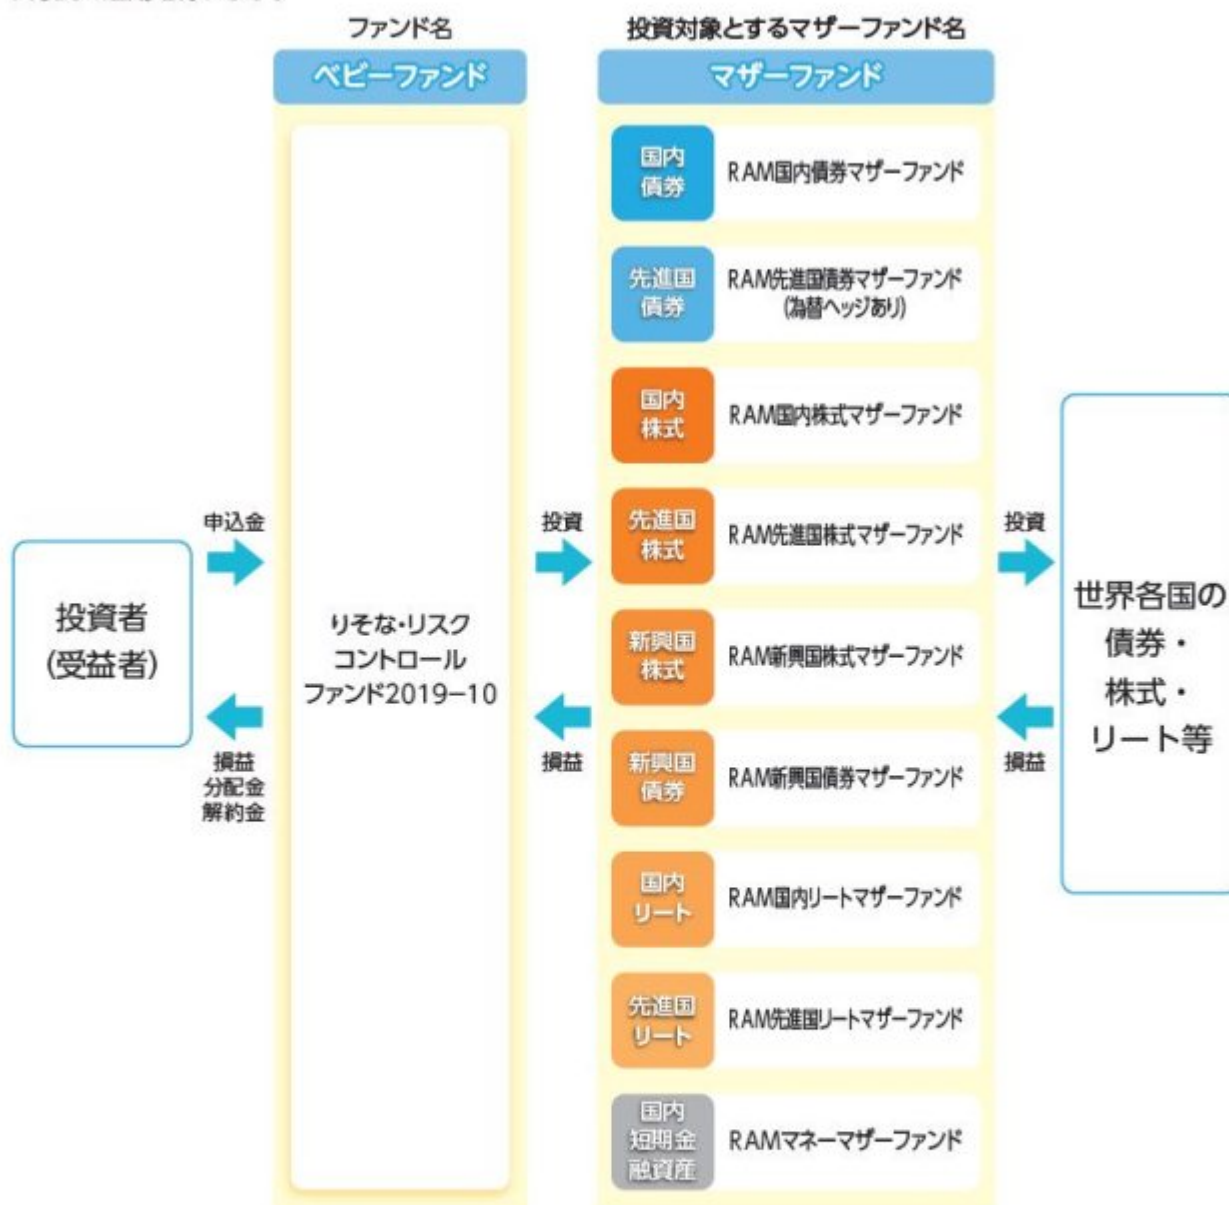 ファンド名
投資対象とするマザーファンド名
ベビーファンド
マザーファンド
投資者
(受益者)
申込金
損益
分配金
解約金
りそな・リスク
コントロール
ファンド2019−10
投資
損益
国内
債券
RAM国内債券マザーファンド
先進国
債券
RAM先進国債券マザーファンド
(為替ヘッジあり)
国内
株式
RAM国内株式マザーファンド
先進国
株式
RAM先進国株式マザーファンド
新興国
株式
RAM新興国株式マザーファンド
新興国
債券
RAM新興国債券マザーファンド
国内
リート
RAM国内リートマザーファンド
先進国
リート
RAM先進国リートマザーファンド
国内
短期金
融資産
RAMマネーマザーファンド
投資
損益
世界各国の
債券・
株式・
リート等